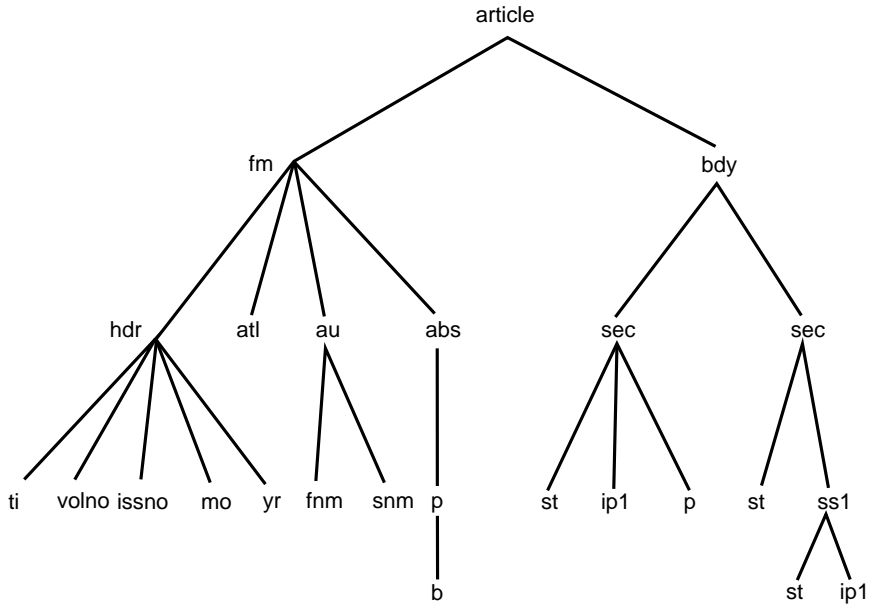 article
fm bdy
hdr atl au abs sec sec
ti volno issno mo yr fnm snm p st ip1 p st ss1
b st ip1